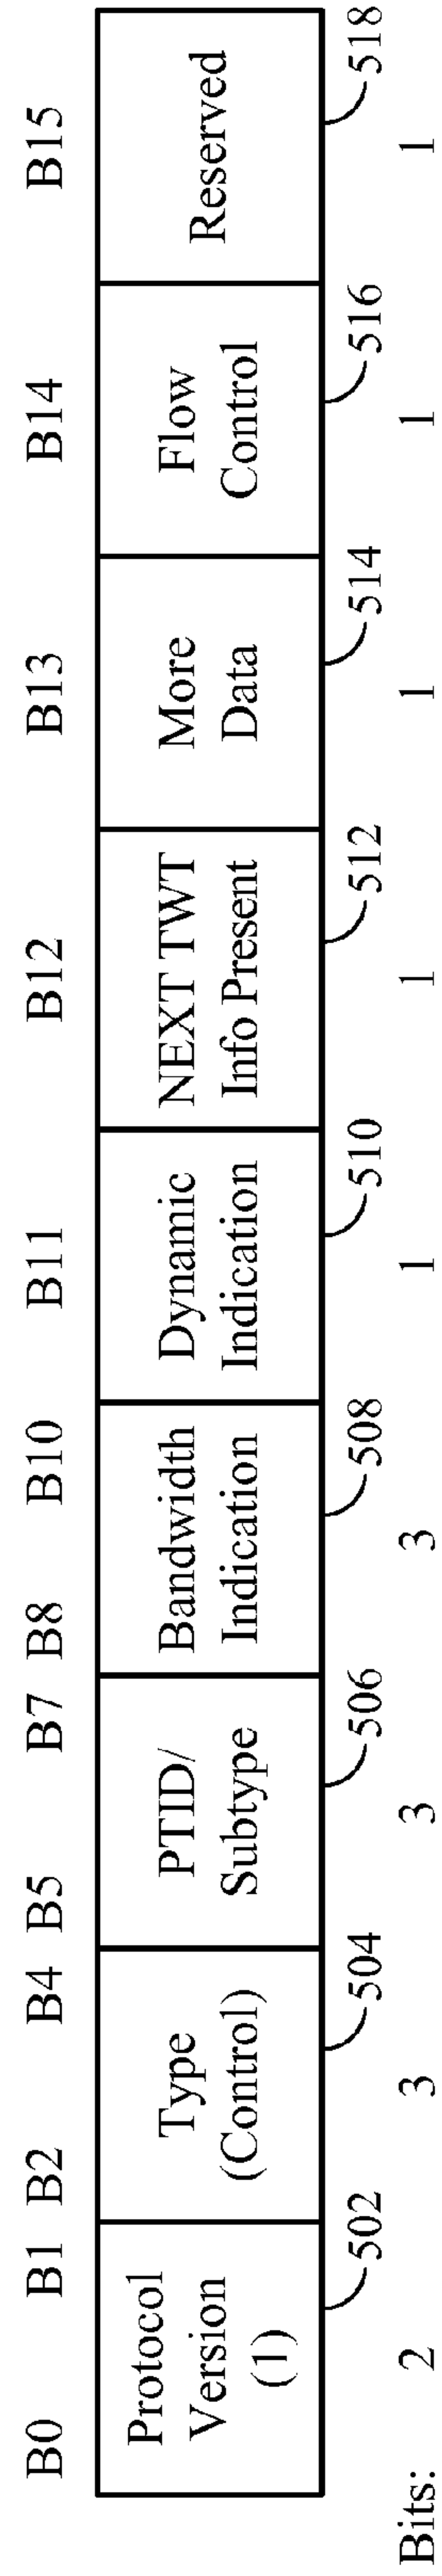 B0 B1 B2 B4 B5 B7 B8 B10 B11 B12 B13 B14 B15
Protocol
Version
(1)
Type
(Control)
PTID/
Subtype
Bandwidth
Indication
Dynamic
Indication
NEXT TWT
Info Present
More
Data
Flow
Control
Reserved
502 504 506 508 510 512 514 516 518
Bits: 2 3 3 3 1 1 1 1 1